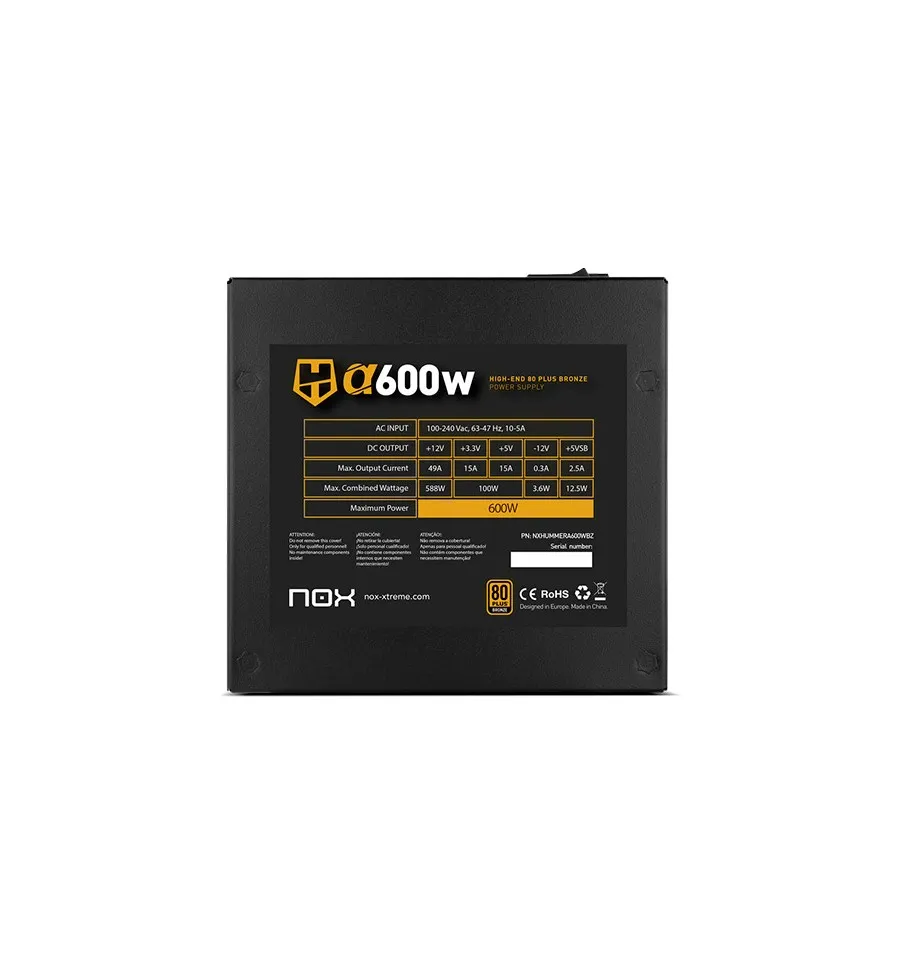 α600W
HIGH-END 80 PLUS BRONZE
POWER SUPPLY
AC INPUT 100-240 Vac, 63-47 Hz, 10-5A
DC OUTPUT +12V +3.3V +5V -12V +5VSB
Max. Output Current 49A 15A 15A 0.3A 2.5A
Max. Combined Wattage 588W 100W 3.6W 12.5W
Maximum Power 600W
ATTENTION!:
Do not remove this cover!
Only for qualified personnel!
No maintenance components
inside!
¡ATENCIÓN!:
¡No retirar la cubierta!
¡Solo personal cualificado!
¡No contiene componentes
internos que necesiten
mantenimiento!
ATENÇÃO:
Não remova a cobertura!
Apenas para pessoal qualificado!
Não contém componentes que
necessitem manutenção!
PN: NXHUMMERA600WBZ
Serial number:
nox
nox-xtreme.com
80
PLUS
BRONZE
CE RoHS
Designed in Europe. Made in China.